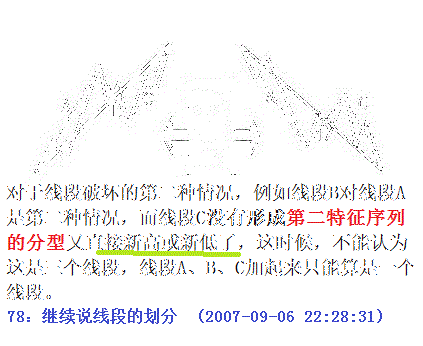 对于线段破坏的第二种情况，例如线段B对线段A
是第二种情况，而线段C没有形成第二特征序列
的分型又直接新高或新低了，这时候，不能认为
这是三个线段，线段A、B、C加起来只能算是一个
线段。
78：继续说线段的划分 （2007-09-06 22:28:31）